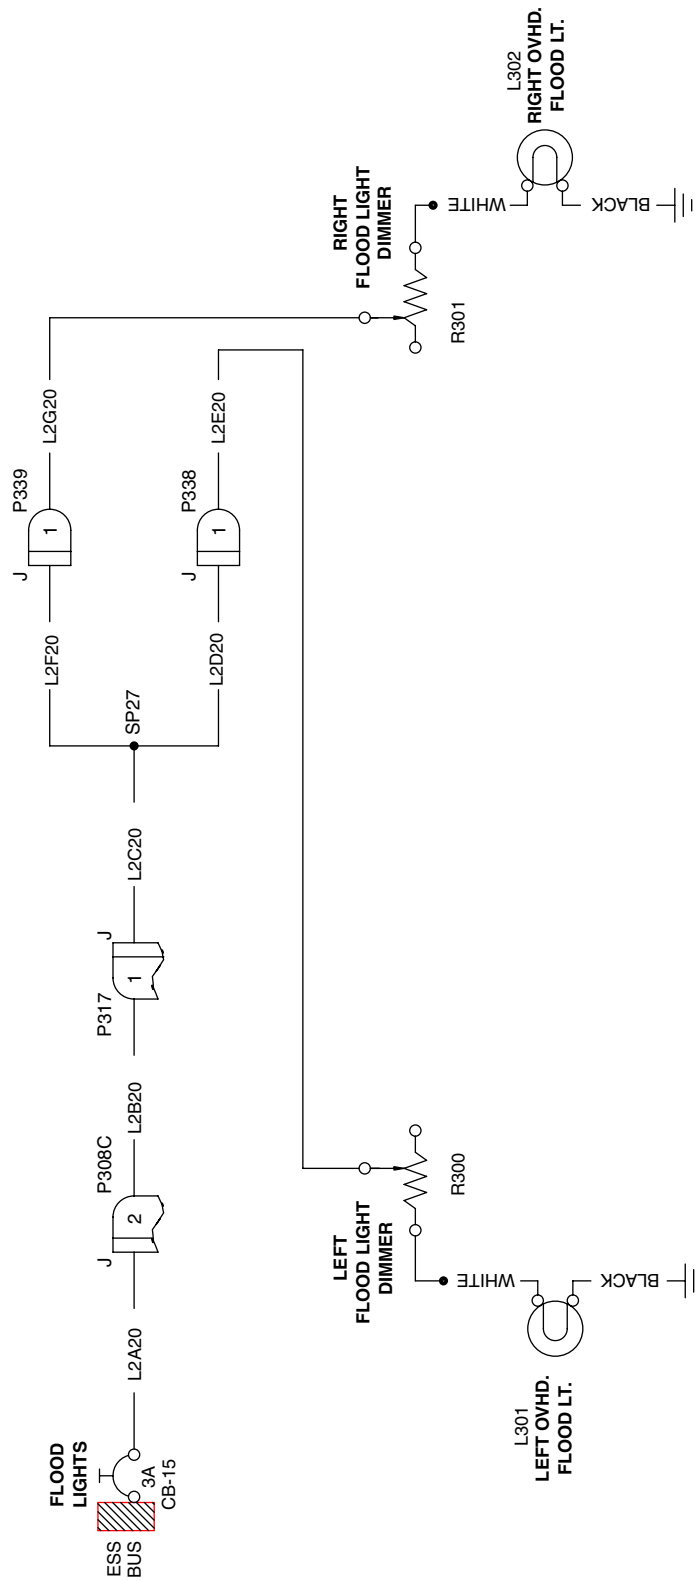 ESS
BUS
FLOOD
LIGHTS
3A
CB-15
L2A20
J
P308C
2
L2B20
P317
J
1
L2C20
SP27
L2F20
J
P339
1
L2G20
L2D20
J
P338
1
L2E20
LEFT
FLOOD LIGHT
DIMMER
R300
WHITE
BLACK
L301
LEFT OVHD.
FLOOD LT.
RIGHT
FLOOD LIGHT
DIMMER
R301
WHITE
BLACK
L302
RIGHT OVHD.
FLOOD LT.